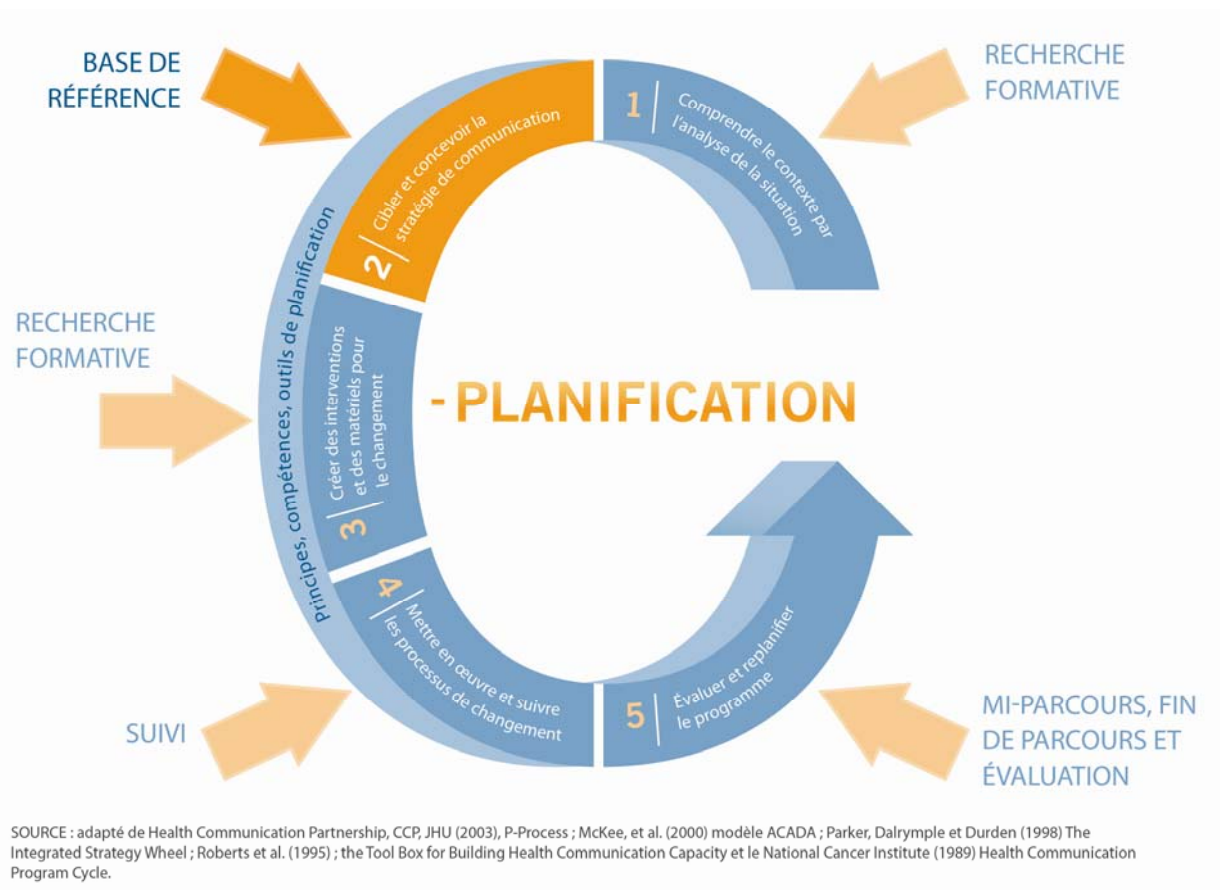 BASE DE
RÉFÉRENCE
RECHERCHE
FORMATIVE
1
Comprendre le contexte par
l'analyse de la situation
2
Cibler et concevoir la
stratégie de communication
RECHERCHE
FORMATIVE
Principes, compétences, outils de planification
3
Créer des interventions
et des matériels pour
le changement
-PLANIFICATION
4
Mettre en œuvre et suivre
les processus de changement
SUIVI
5
Évaluer et replanifier
le programme
MI-PARCOURS, FIN
DE PARCOURS ET
ÉVALUATION
SOURCE : adapté de Health Communication Partnership, CCP, JHU (2003), P-Process ; McKee, et al. (2000) modèle ACADA ; Parker, Dalrymple et Durden (1998) The
Integrated Strategy Wheel ; Roberts et al. (1995) ; the Tool Box for Building Health Communication Capacity et le National Cancer Institute (1989) Health Communication
Program Cycle.